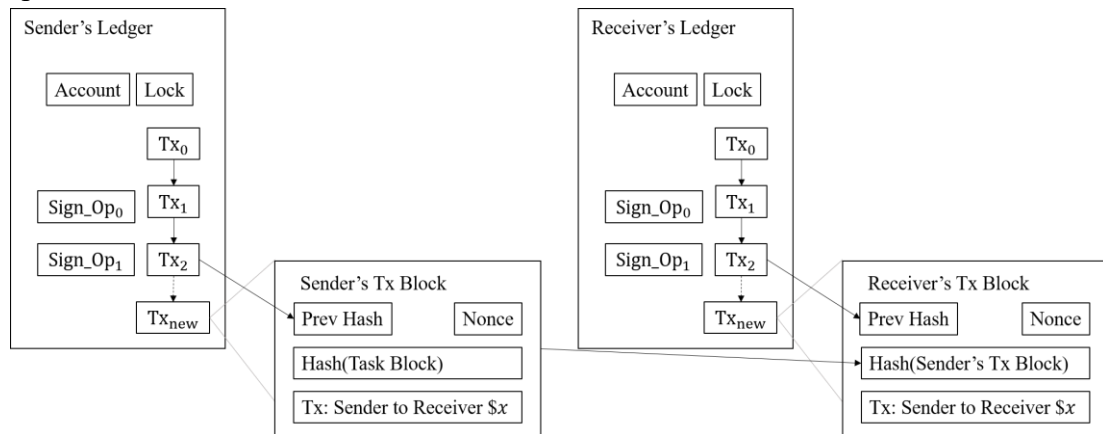 Sender's Ledger
Account
Lock
Tx₀
Sign_Op₀
Tx₁
Sign_Op₁
Tx₂
Txₙₑw
Sender's Tx Block
Prev Hash
Nonce
Hash(Task Block)
Tx: Sender to Receiver $x
Receiver's Ledger
Account
Lock
Tx₀
Sign_Op₀
Tx₁
Sign_Op₁
Tx₂
Txₙₑw
Receiver's Tx Block
Prev Hash
Nonce
Hash(Sender's Tx Block)
Tx: Sender to Receiver $x